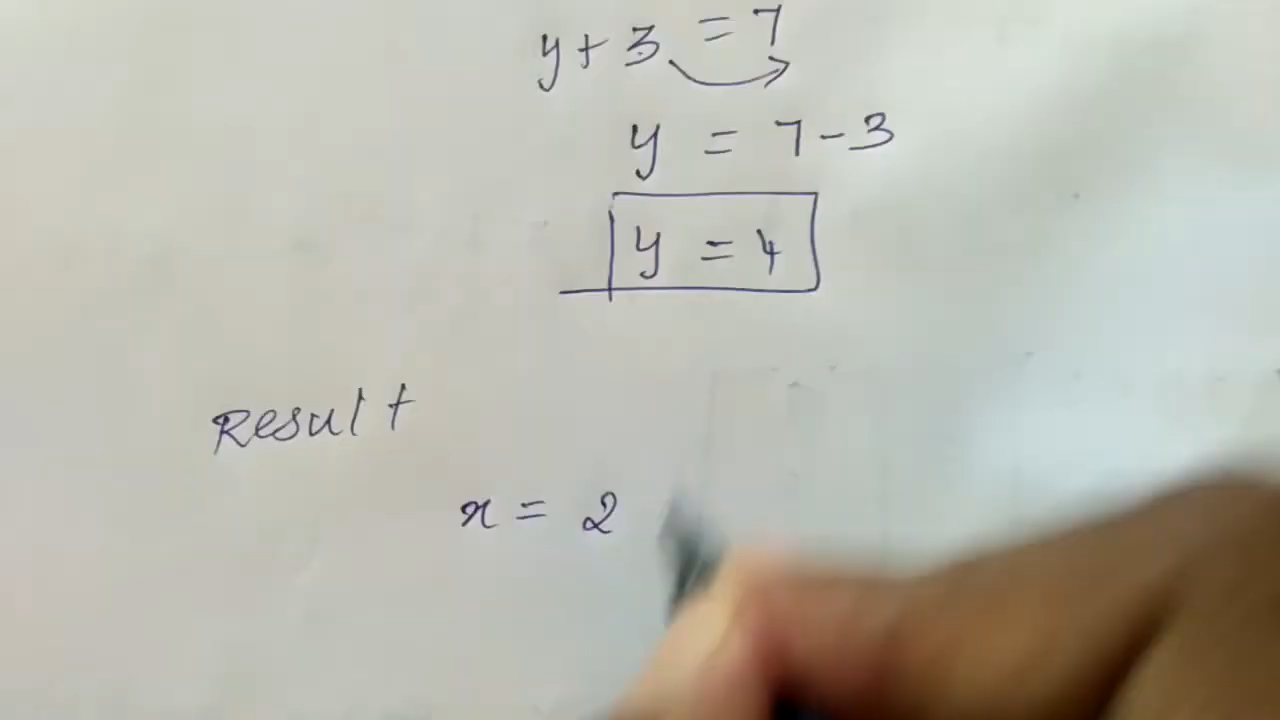 y + 3 = 7
y = 7 - 3
y = 4
Result
x = 2